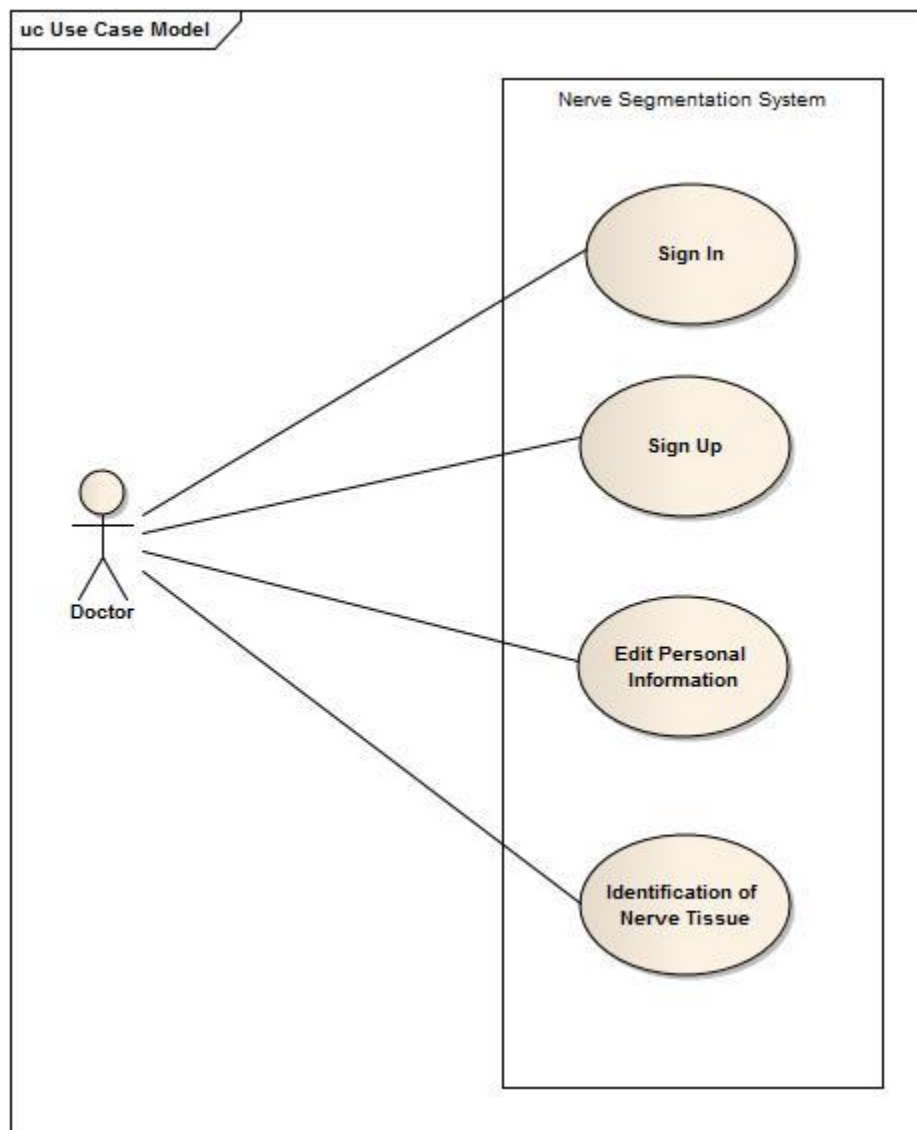 uc Use Case Model
Nerve Segmentation System
Sign In
Sign Up
Doctor
Edit Personal
Information
Identification of
Nerve Tissue